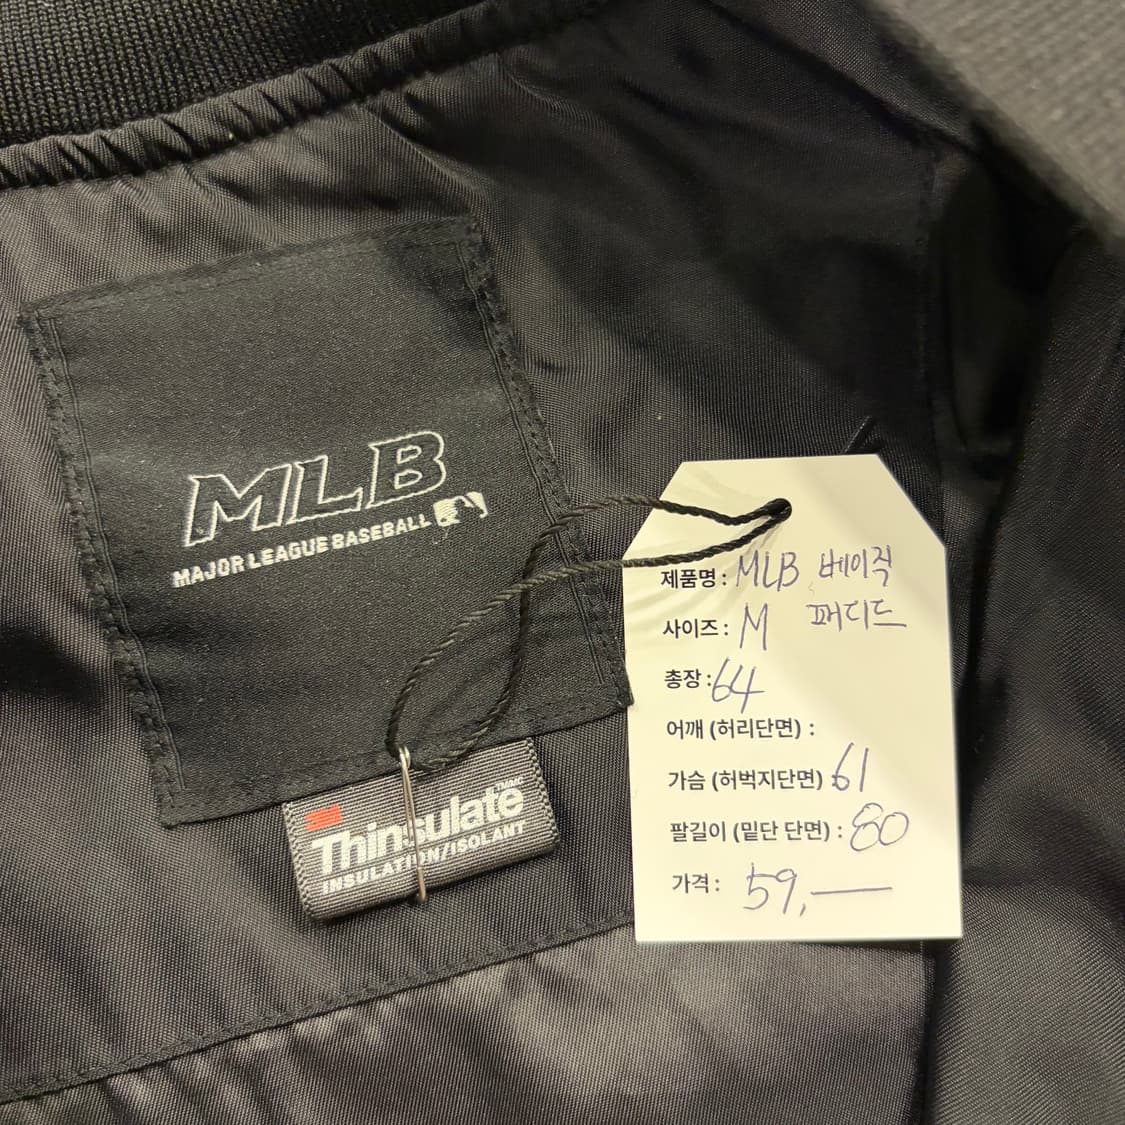 MLB
MAJOR LEAGUE BASEBALL
3M
Thinsulate
INSULATION/ISOLANT
제품명: MLB 베이직
패디드
사이즈: M
총장: 64
어깨 (허리단면) :
가슴 (허벅지단면) : 61
팔길이 (밑단 단면) : 80
가격: 59,—